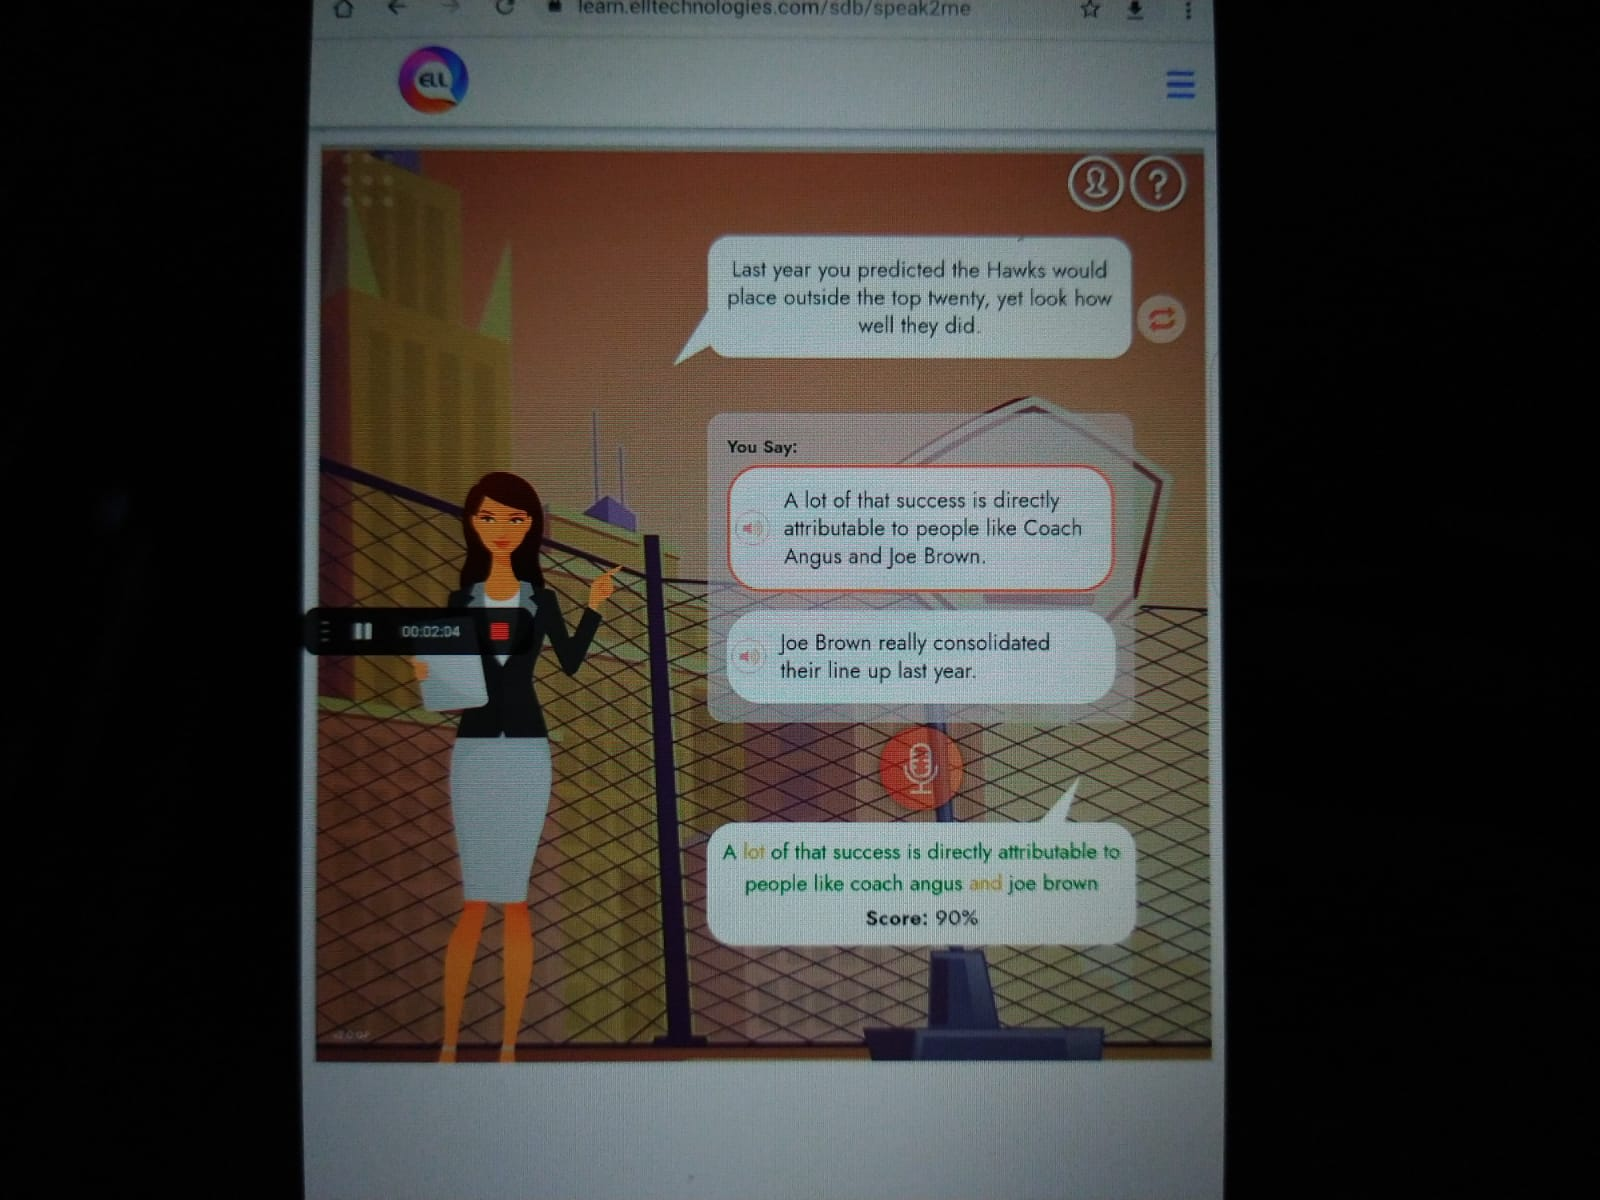 learn.elltechnologies.com/sdb/speak2me
ELL
?
Last year you predicted the Hawks would
place outside the top twenty, yet look how
well they did.
You Say:
A lot of that success is directly
attributable to people like Coach
Angus and Joe Brown.
00:02:04
Joe Brown really consolidated
their line up last year.
A lot of that success is directly attributable to
people like coach angus and joe brown
Score: 90%